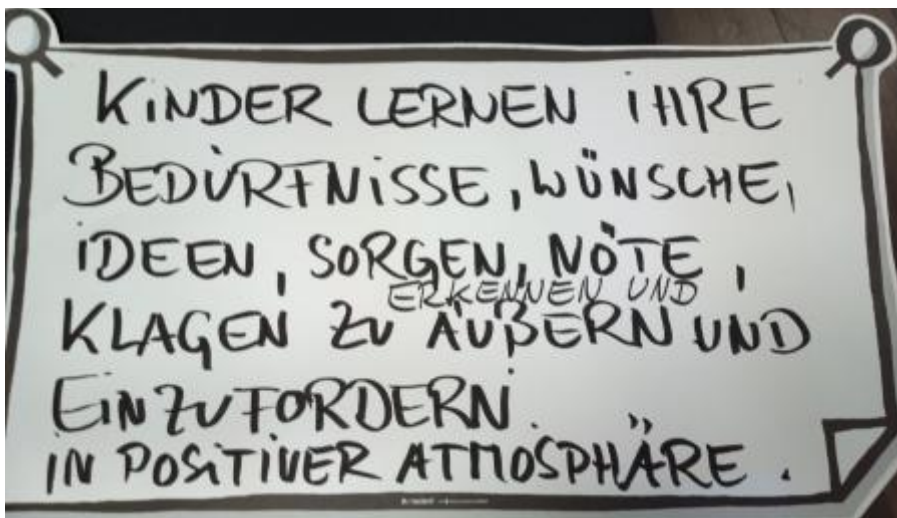 KINDER LERNEN IHRE
BEDÜRFNISSE, WÜNSCHE,
IDEEN, SORGEN, NÖTE,
ERKENNEN UND
KLAGEN ZU ÄUßERN UND
EINZUFORDERN.
IN POSITIVER ATMOSPHÄRE.